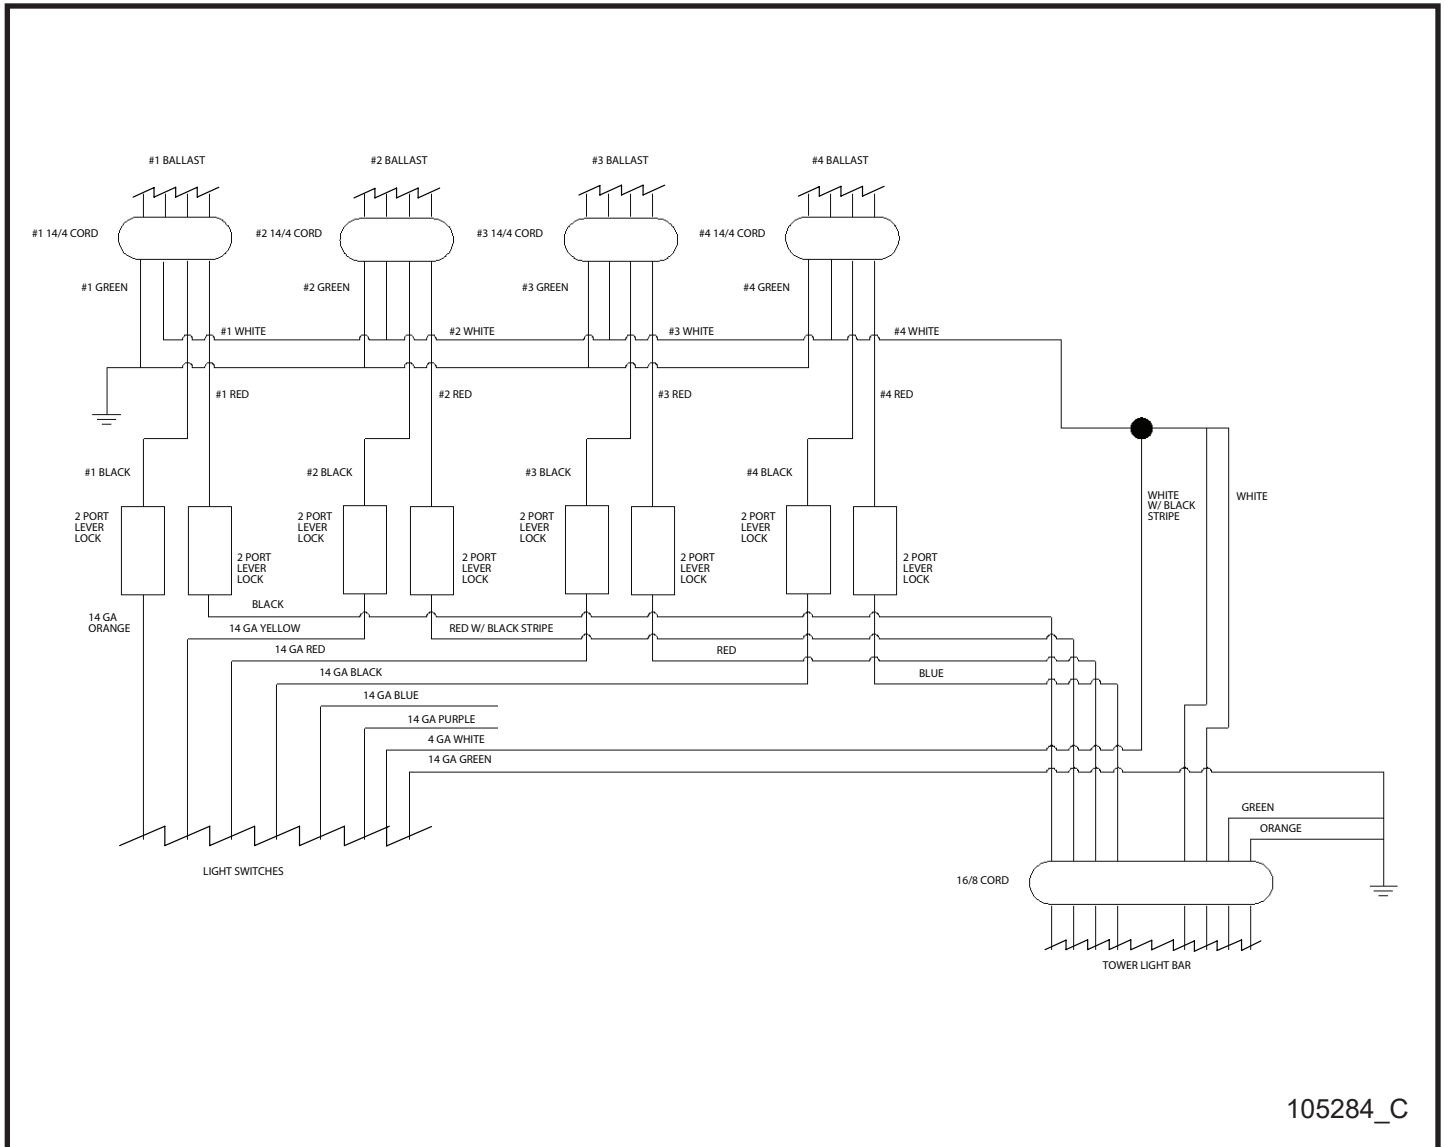 #1 BALLAST
#2 BALLAST
#3 BALLAST
#4 BALLAST
#1 14/4 CORD
#2 14/4 CORD
#3 14/4 CORD
#4 14/4 CORD
#1 GREEN
#2 GREEN
#3 GREEN
#4 GREEN
#1 WHITE
#2 WHITE
#3 WHITE
#4 WHITE
#1 RED
#2 RED
#3 RED
#4 RED
#1 BLACK
#2 BLACK
#3 BLACK
#4 BLACK
WHITE
W/ BLACK
STRIPE
WHITE
2 PORT
LEVER
LOCK
2 PORT
LEVER
LOCK
2 PORT
LEVER
LOCK
2 PORT
LEVER
LOCK
2 PORT
LEVER
LOCK
2 PORT
LEVER
LOCK
2 PORT
LEVER
LOCK
2 PORT
LEVER
LOCK
BLACK
14 GA
ORANGE
14 GA YELLOW
RED W/ BLACK STRIPE
14 GA RED
RED
14 GA BLACK
BLUE
14 GA BLUE
14 GA PURPLE
4 GA WHITE
14 GA GREEN
GREEN
ORANGE
LIGHT SWITCHES
16/8 CORD
TOWER LIGHT BAR
105284_C